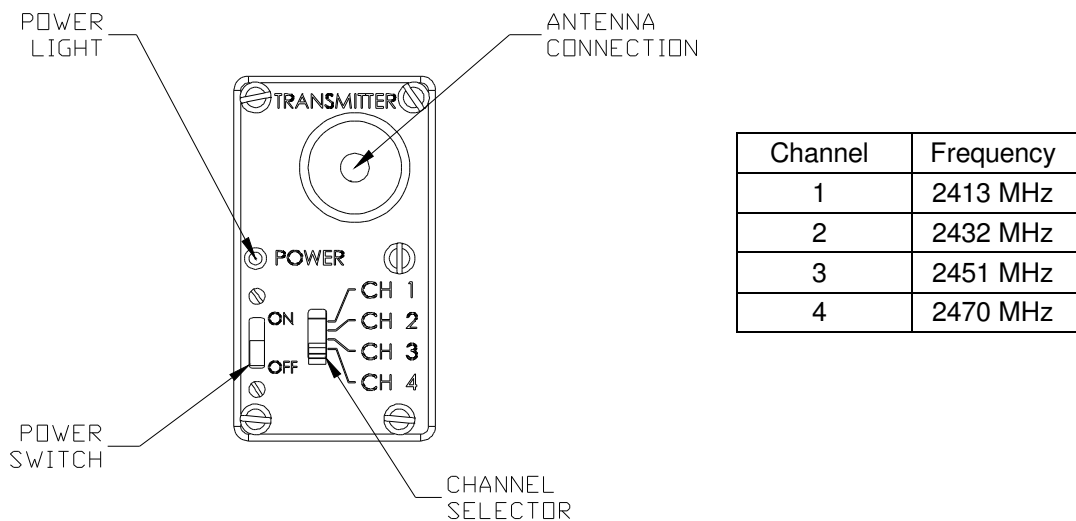 POWER
LIGHT
ANTENNA
CONNECTION
TRANSMITTER
POWER
CH 1
CH 2
CH 3
CH 4
ON
OFF
POWER
SWITCH
CHANNEL
SELECTOR
Channel Frequency
1 2413 MHz
2 2432 MHz
3 2451 MHz
4 2470 MHz